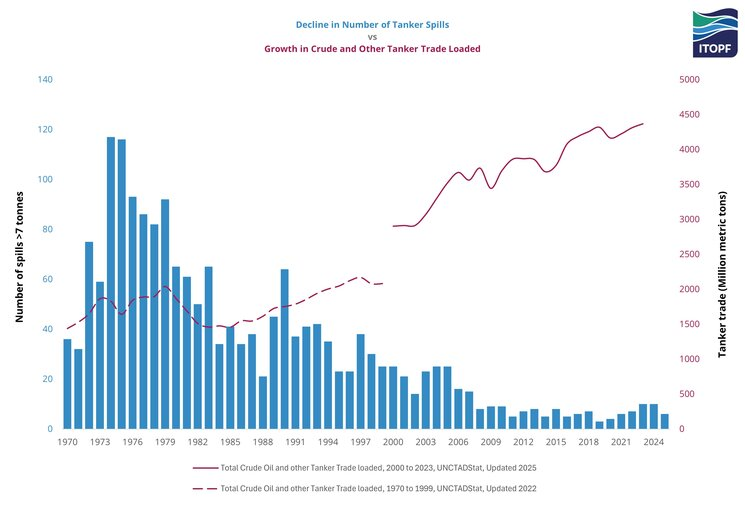 Decline in Number of Tanker Spills
vs
Growth in Crude and Other Tanker Trade Loaded
ITOPF
Number of spills >7 tonnes
140
120
100
80
60
40
20
0
5000
4500
4000
3500
3000
2500
2000
1500
1000
500
0
Tanker trade (Million metric tons)
1970 1973 1976 1979 1982 1985 1988 1991 1994 1997 2000 2003 2006 2009 2012 2015 2018 2021 2024
Total Crude Oil and other Tanker Trade loaded, 2000 to 2023, UNCTADStat, Updated 2025
Total Crude Oil and other Tanker Trade loaded, 1970 to 1999, UNCTADStat, Updated 2022